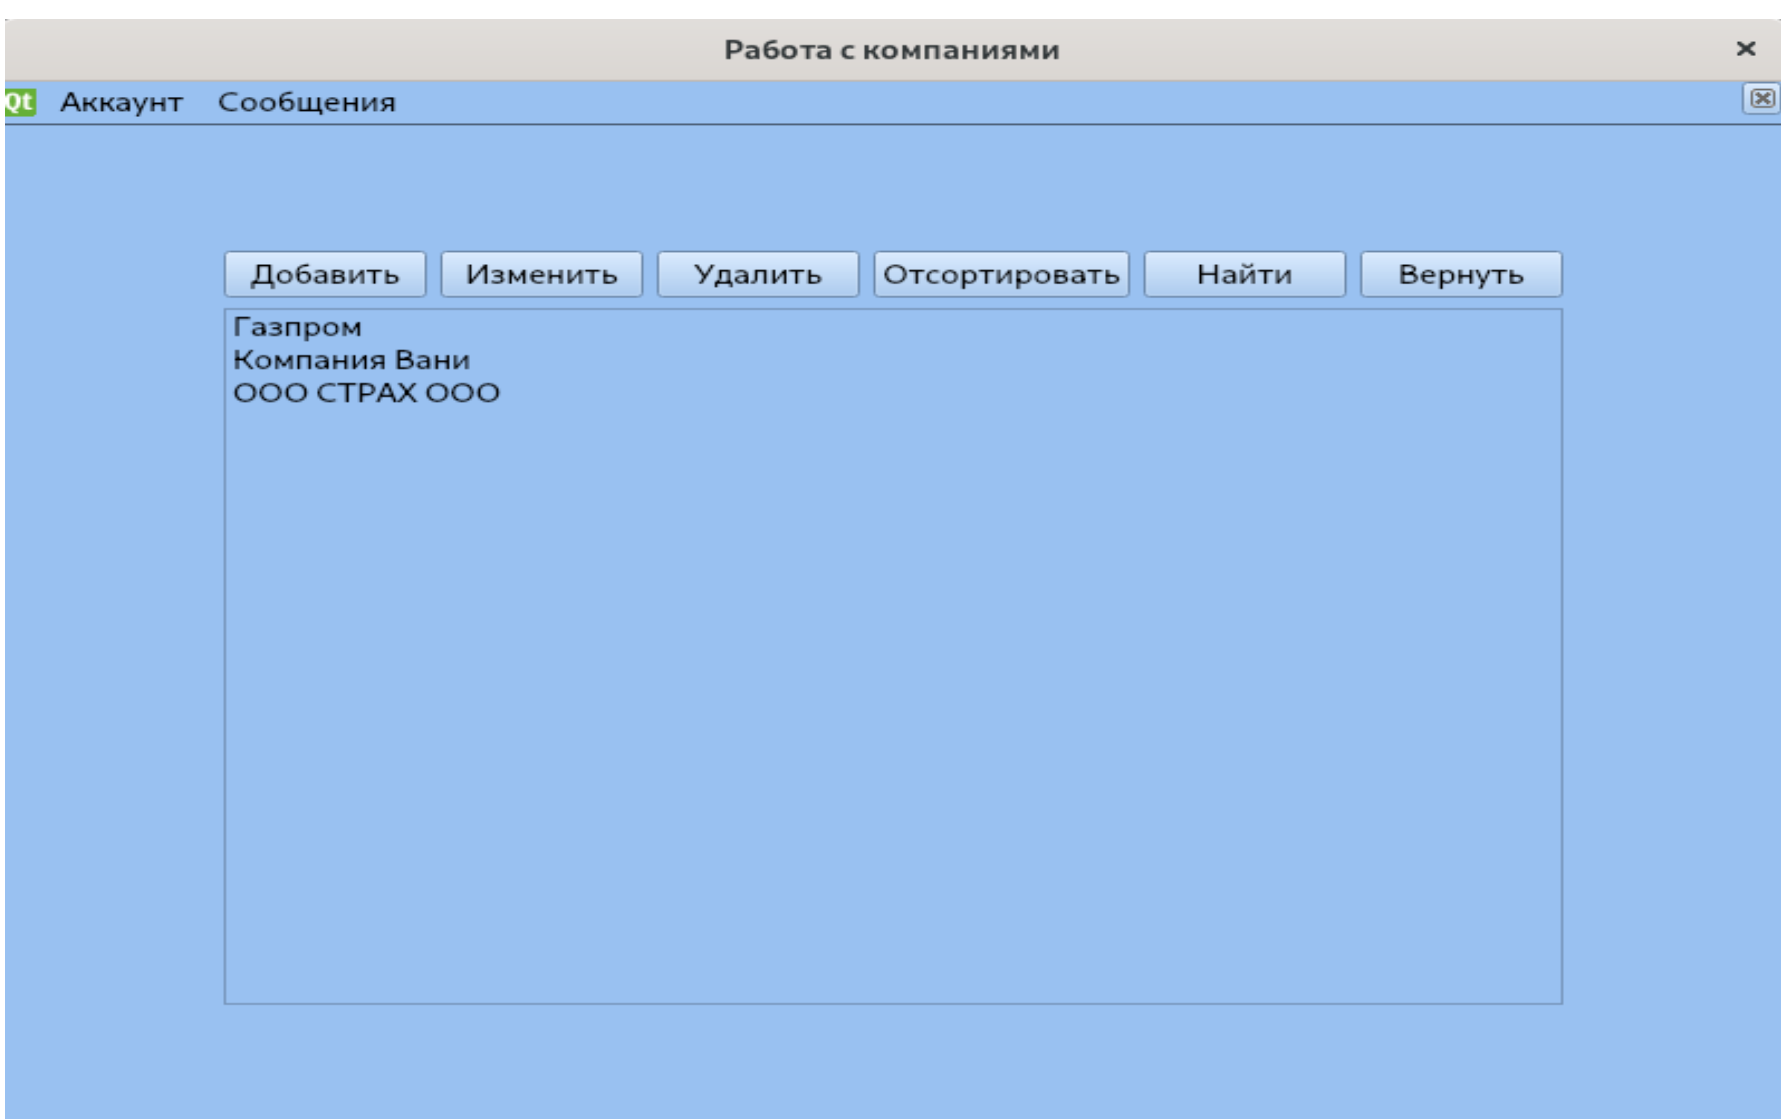 Работа с компаниями
Qt Аккаунт Сообщения
Добавить Изменить Удалить Отсортировать Найти Вернуть
Газпром
Компания Вани
ООО СТРАХ ООО